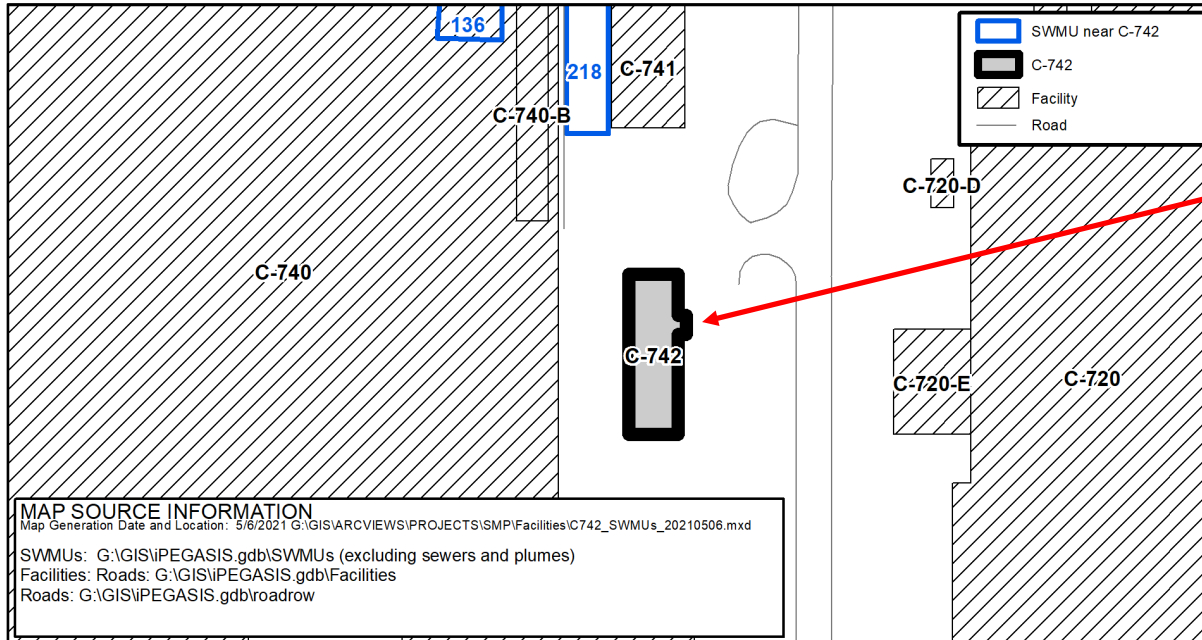 136
218
C-741
C-740-B
SWMU near C-742
C-742
Facility
Road
C-720-D
C-740
C-742
C-720-E
C-720
MAP SOURCE INFORMATION
Map Generation Date and Location: 5/6/2021 G:\GIS\ARCVIEWS\PROJECTS\SMP\Facilities\C742_SWMUs_20210506.mxd
SWMUs: G:\GIS\iPEGASIS.gdb\SWMUs (excluding sewers and plumes)
Facilities: Roads: G:\GIS\iPEGASIS.gdb\Facilities
Roads: G:\GIS\iPEGASIS.gdb\roadrow